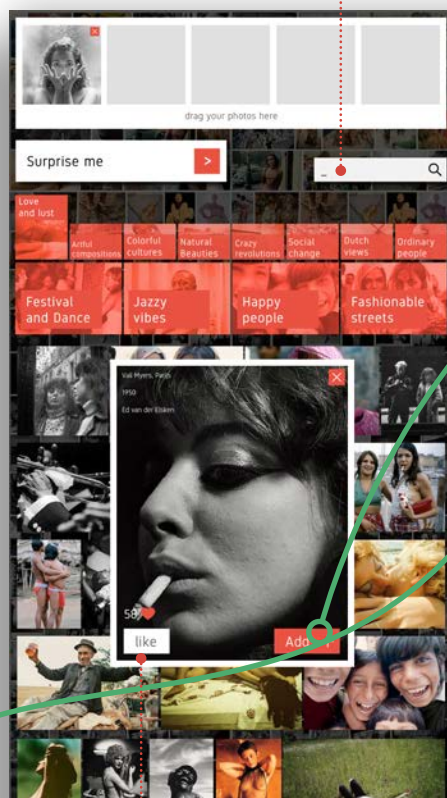 drag your photos here
Surprise me
>
_
Love
and lust
Artful
compositions
Colorful
cultures
Natural
Beauties
Crazy
revolutions
Social
change
Dutch
views
Ordinary
people
Festival
and Dance
Jazzy
vibes
Happy
people
Fashionable
streets
Vali Myers, Paris
1950
Ed van der Elsken
like